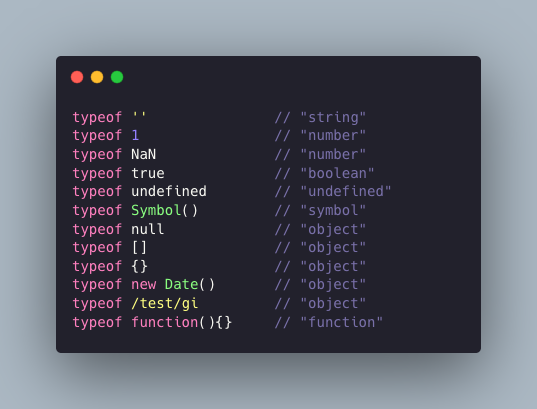 typeof ''               // "string"
typeof 1                // "number"
typeof NaN              // "number"
typeof true             // "boolean"
typeof undefined        // "undefined"
typeof Symbol()         // "symbol"
typeof null             // "object"
typeof []               // "object"
typeof {}               // "object"
typeof new Date()       // "object"
typeof /test/gi         // "object"
typeof function(){}     // "function"